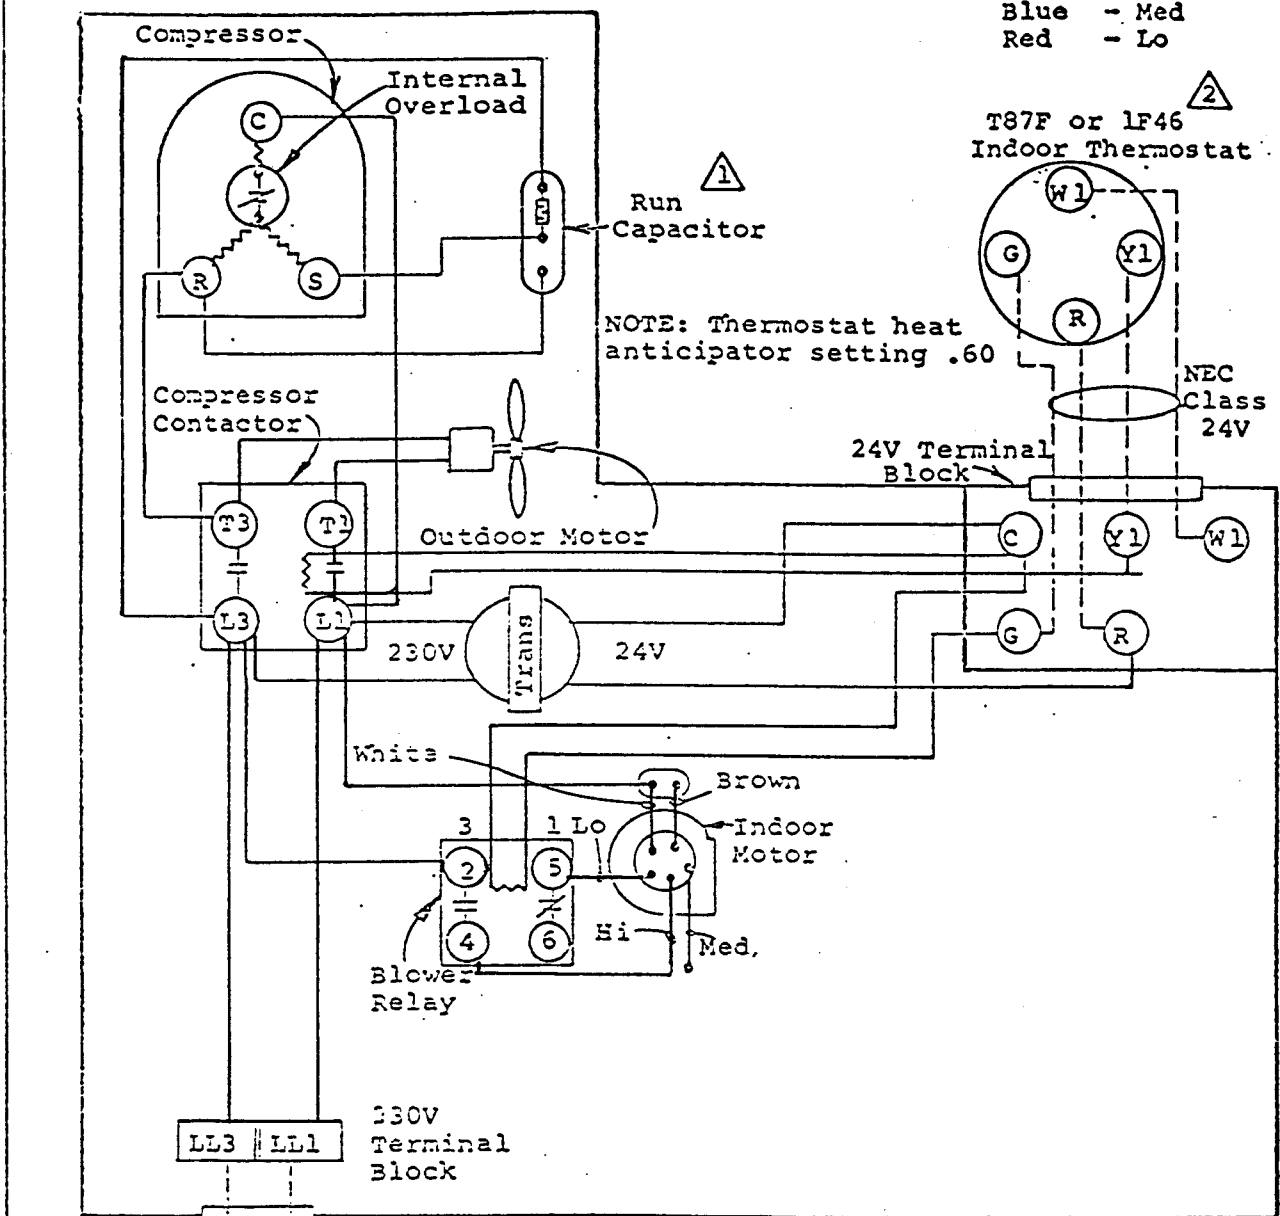 Blue - Med
Red - Lo
Compressor
Internal
Overload
C
R
S
1
Run
Capacitor
2
T87F or 1F46
Indoor Thermostat
W1
G
Y1
R
NOTE: Thermostat heat
anticipator setting .60
NEC
Class
24V
Compressor
Contactor
24V Terminal
Block
Outdoor Motor
T3
T1
L3
L1
230V
Trans
24V
C
Y1
W1
G
R
White
Brown
Indoor
Motor
3
1
Lo
2
5
4
6
Hi
Med.
Blower
Relay
LL3
LL1
230V
Terminal
Block